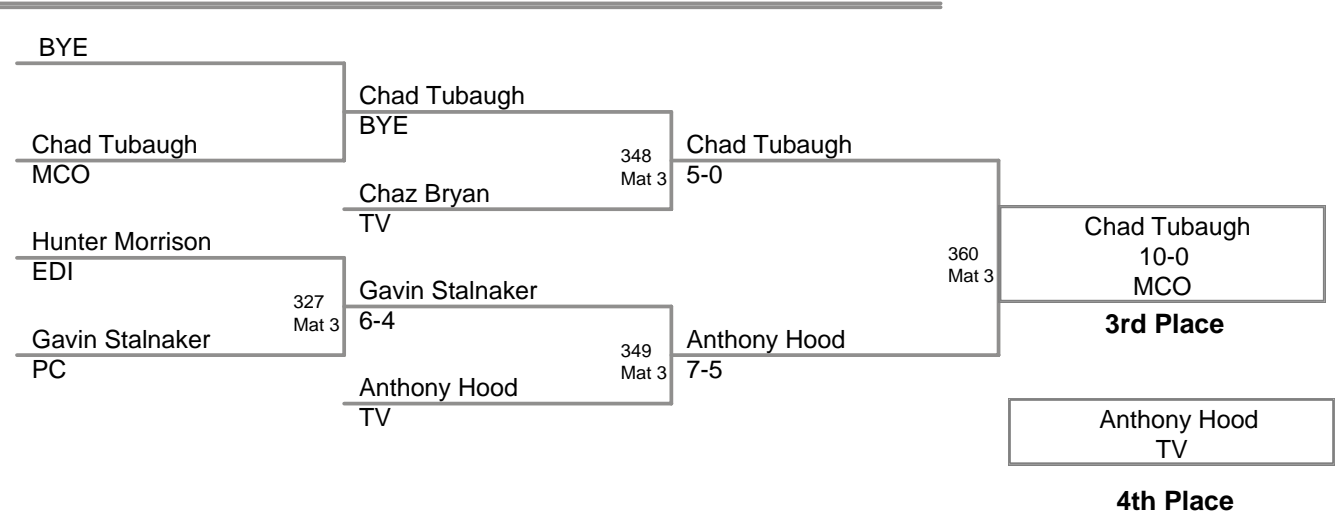 BYE
Chad Tubaugh
MCO
Hunter Morrison
EDI
327
Mat 3
Gavin Stalnaker
PC
Chad Tubaugh
BYE
348
Mat 3
Chaz Bryan
TV
Gavin Stalnaker
6-4
349
Mat 3
Anthony Hood
TV
Chad Tubaugh
5-0
360
Mat 3
Anthony Hood
7-5
Chad Tubaugh
10-0
MCO
3rd Place
Anthony Hood
TV
4th Place